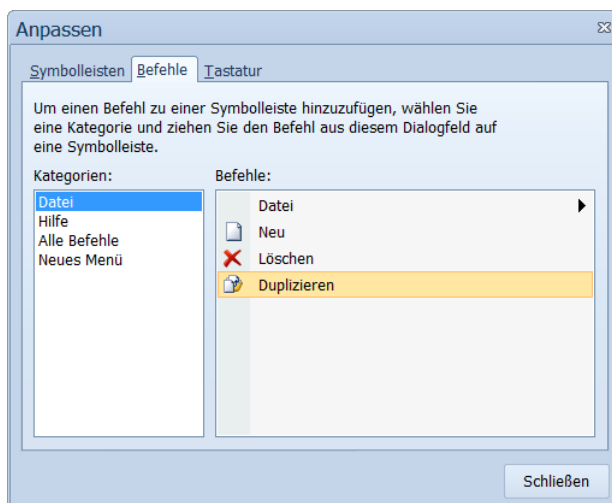 Anpassen
Symbolleisten Befehle Tastatur
Um einen Befehl zu einer Symbolleiste hinzuzufügen, wählen Sie
eine Kategorie und ziehen Sie den Befehl aus diesem Dialogfeld auf
eine Symbolleiste.
Kategorien:
Datei
Hilfe
Alle Befehle
Neues Menü
Befehle:
Datei
Neu
Löschen
Duplizieren
Schließen